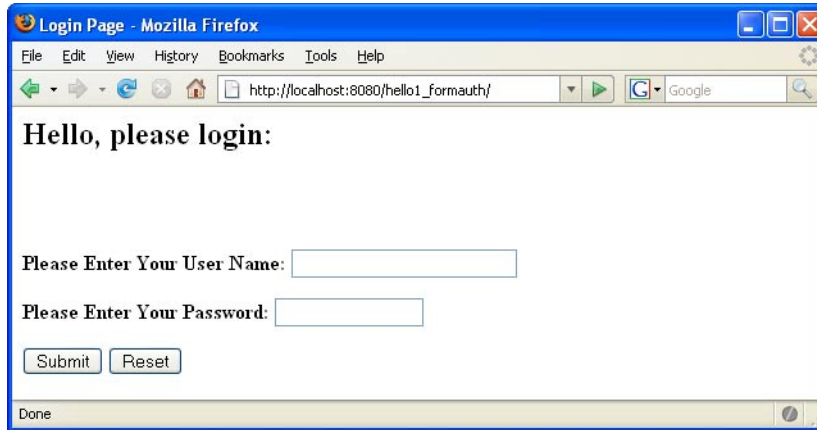 Login Page - Mozilla Firefox
File Edit View History Bookmarks Tools Help
http://localhost:8080/hello1_formauth/ G Google
Hello, please login:
Please Enter Your User Name:
Please Enter Your Password:
Submit Reset
Done